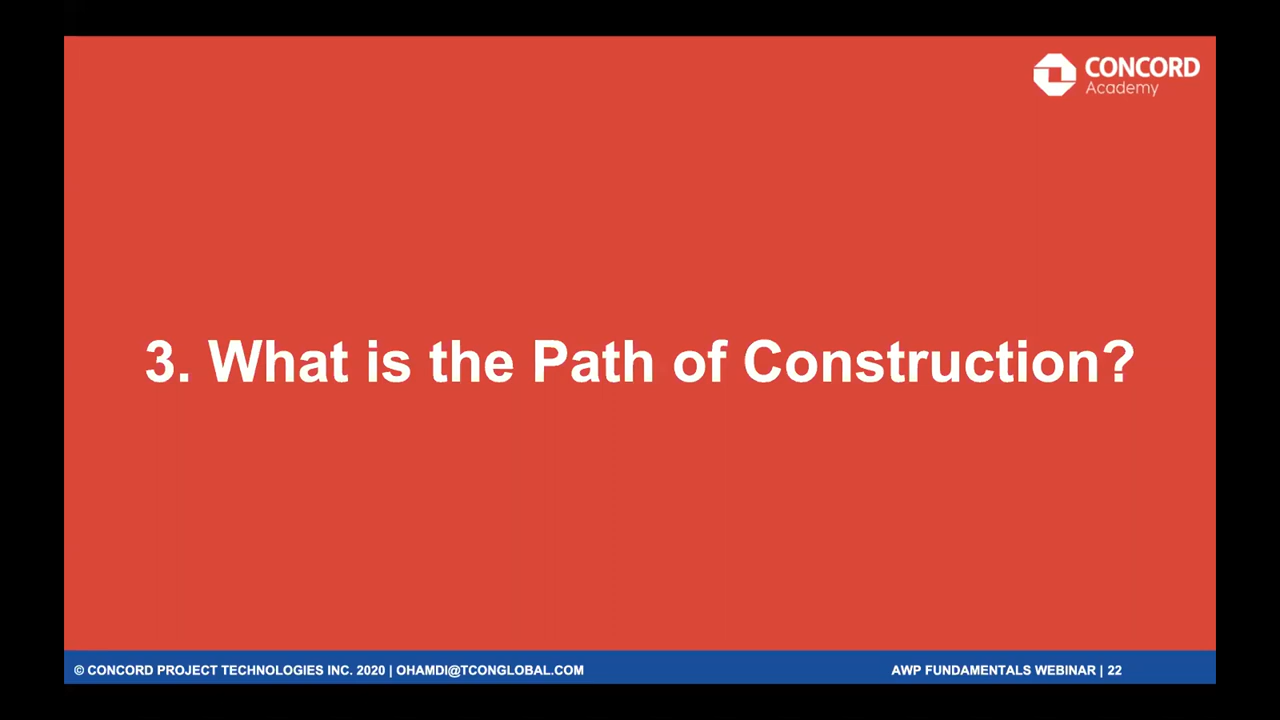 CONCORD
Academy
3. What is the Path of Construction?
© CONCORD PROJECT TECHNOLOGIES INC. 2020 | OHAMDI@TCONGLOBAL.COM
AWP FUNDAMENTALS WEBINAR | 22